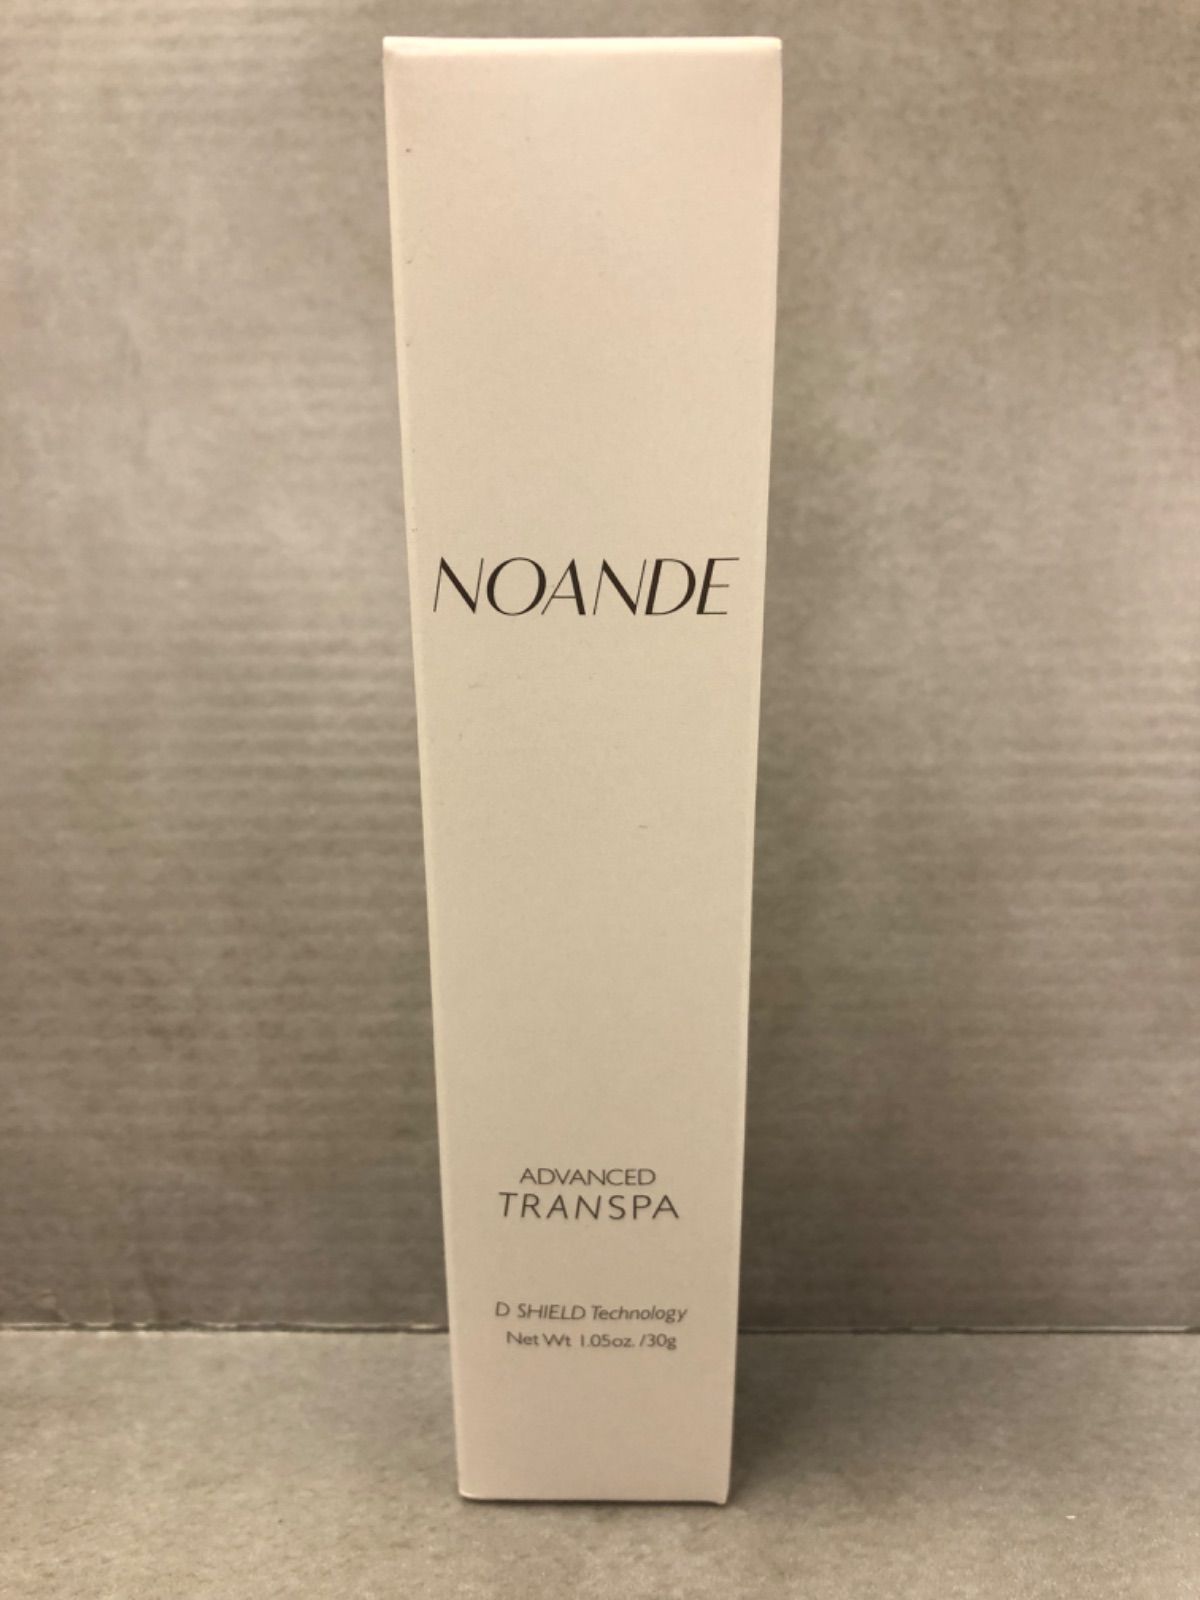 NOANDE
ADVANCED
TRANSPA
D SHIELD Technology
Net Wt 1.05oz. /30g